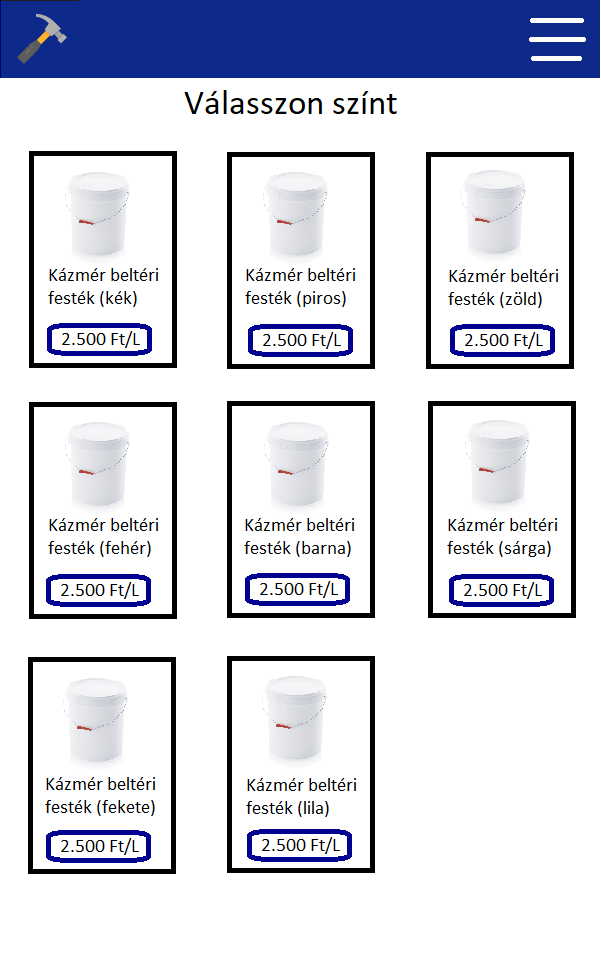 Válasszon színt
Kázmér beltéri
festék (kék)
2.500 Ft/L
Kázmér beltéri
festék (piros)
2.500 Ft/L
Kázmér beltéri
festék (zöld)
2.500 Ft/L
Kázmér beltéri
festék (fehér)
2.500 Ft/L
Kázmér beltéri
festék (barna)
2.500 Ft/L
Kázmér beltéri
festék (sárga)
2.500 Ft/L
Kázmér beltéri
festék (fekete)
2.500 Ft/L
Kázmér beltéri
festék (lila)
2.500 Ft/L